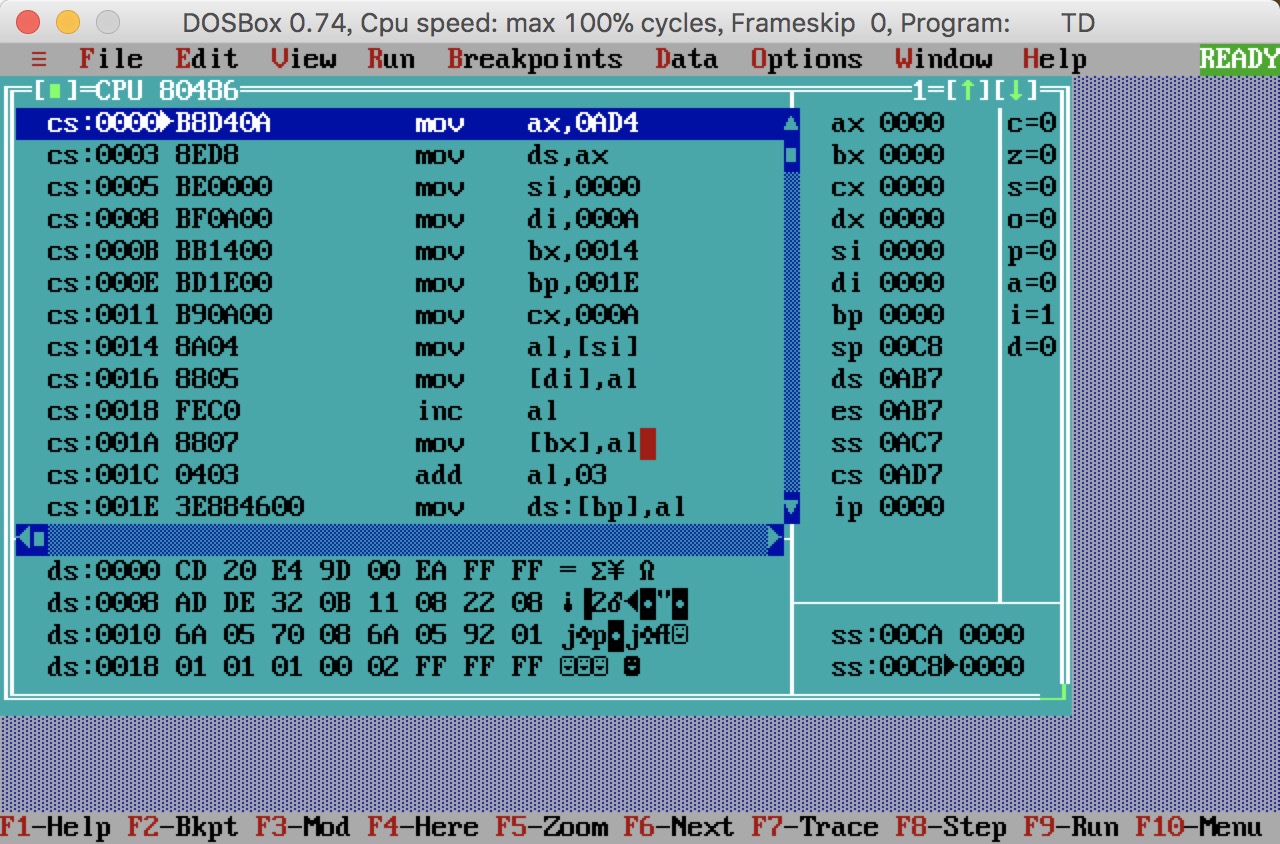 DOSBox 0.74, Cpu speed: max 100% cycles, Frameskip 0, Program: TD
≡ File Edit View Run Breakpoints Data Options Window Help READY
[■]=CPU 80486 1=[↑][↓]
cs:0000►B8D40A mov ax,0AD4
cs:0003 8ED8 mov ds,ax
cs:0005 BE0000 mov si,0000
cs:0008 BF0A00 mov di,000A
cs:000B BB1400 mov bx,0014
cs:000E BD1E00 mov bp,001E
cs:0011 B90A00 mov cx,000A
cs:0014 8A04 mov al,[si]
cs:0016 8805 mov [di],al
cs:0018 FEC0 inc al
cs:001A 8807 mov [bx],al
cs:001C 0403 add al,03
cs:001E 3E884600 mov ds:[bp],al
ax 0000 c=0
bx 0000 z=0
cx 0000 s=0
dx 0000 o=0
si 0000 p=0
di 0000 a=0
bp 0000 i=1
sp 00C8 d=0
ds 0AB7
es 0AB7
ss 0AC7
cs 0AD7
ip 0000
ds:0000 CD 20 E4 9D 00 EA FF FF = Σ¥ Ω
ds:0008 AD DE 32 0B 11 08 22 08 ¡▐2♂◄◘"◘
ds:0010 6A 05 70 08 6A 05 92 01 j♣p◘j♣Æ☺
ds:0018 01 01 01 00 02 FF FF FF ☺☺☺ ☻
ss:00CA 0000
ss:00C8►0000
F1-Help F2-Bkpt F3-Mod F4-Here F5-Zoom F6-Next F7-Trace F8-Step F9-Run F10-Menu